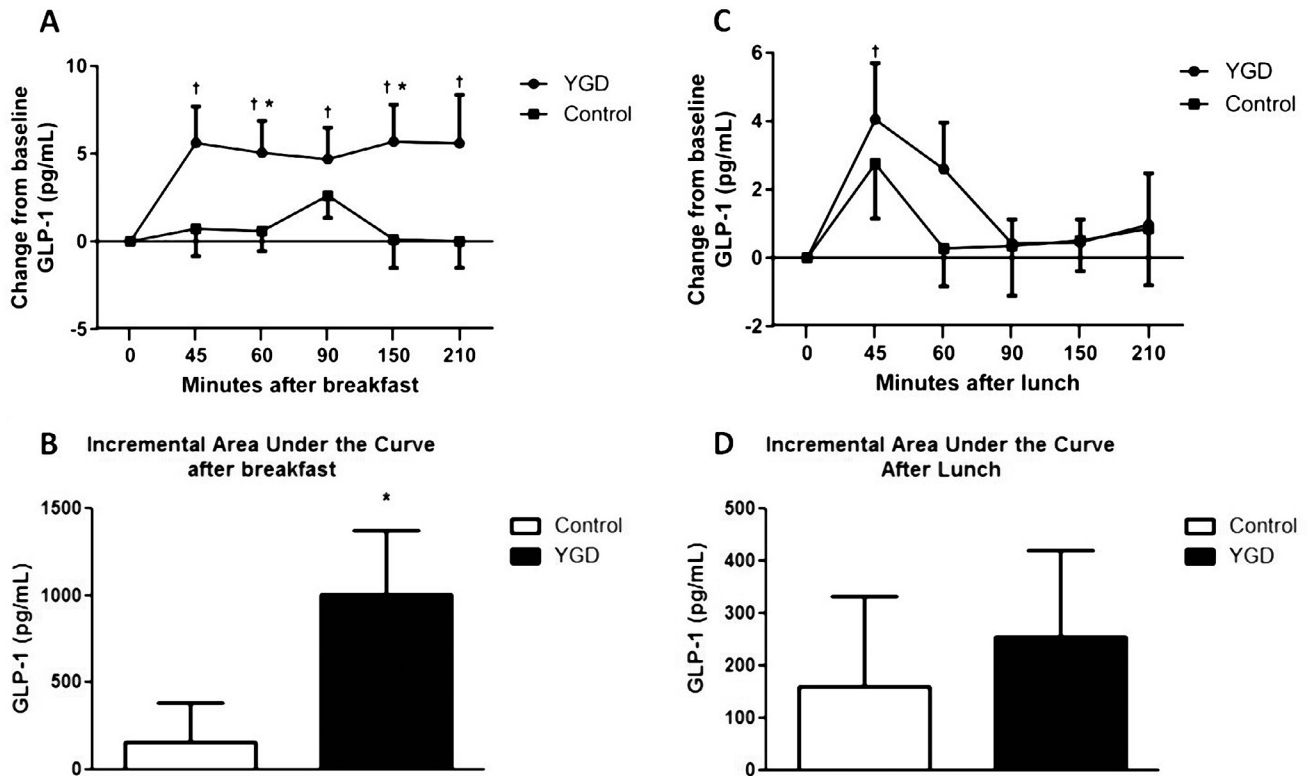 A
Change from baseline
GLP-1 (pg/mL)
10
5
0
-5
†
† *
†
† *
†
YGD
Control
0 45 60 90 150 210
Minutes after breakfast
C
Change from baseline
GLP-1 (pg/mL)
6
4
2
0
-2
†
YGD
Control
0 45 60 90 150 210
Minutes after lunch
B
Incremental Area Under the Curve
after breakfast
GLP-1 (pg/mL)
1500
1000
500
0
*
Control
YGD
D
Incremental Area Under the Curve
After Lunch
GLP-1 (pg/mL)
500
400
300
200
100
0
Control
YGD